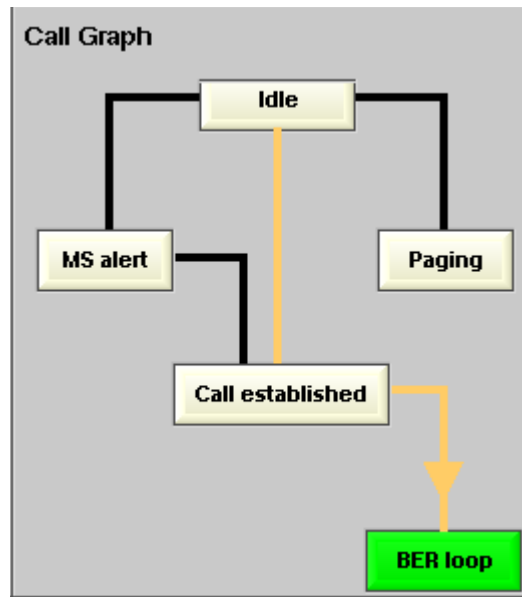 Call Graph
Idle
MS alert
Paging
Call established
BER loop